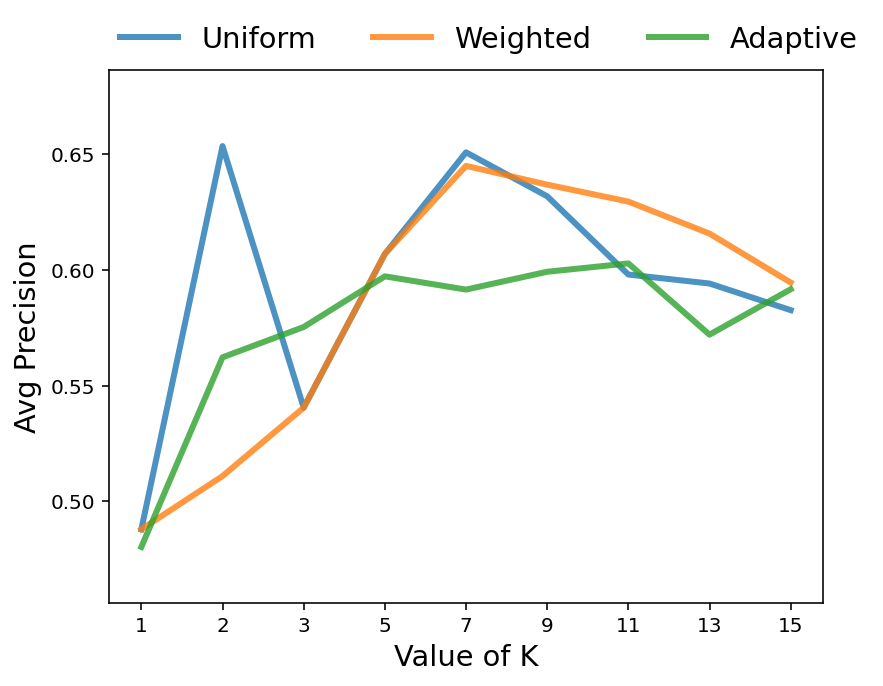 Uniform Weighted Adaptive
0.65
0.60
0.55
0.50
Avg Precision
1 2 3 5 7 9 11 13 15
Value of K